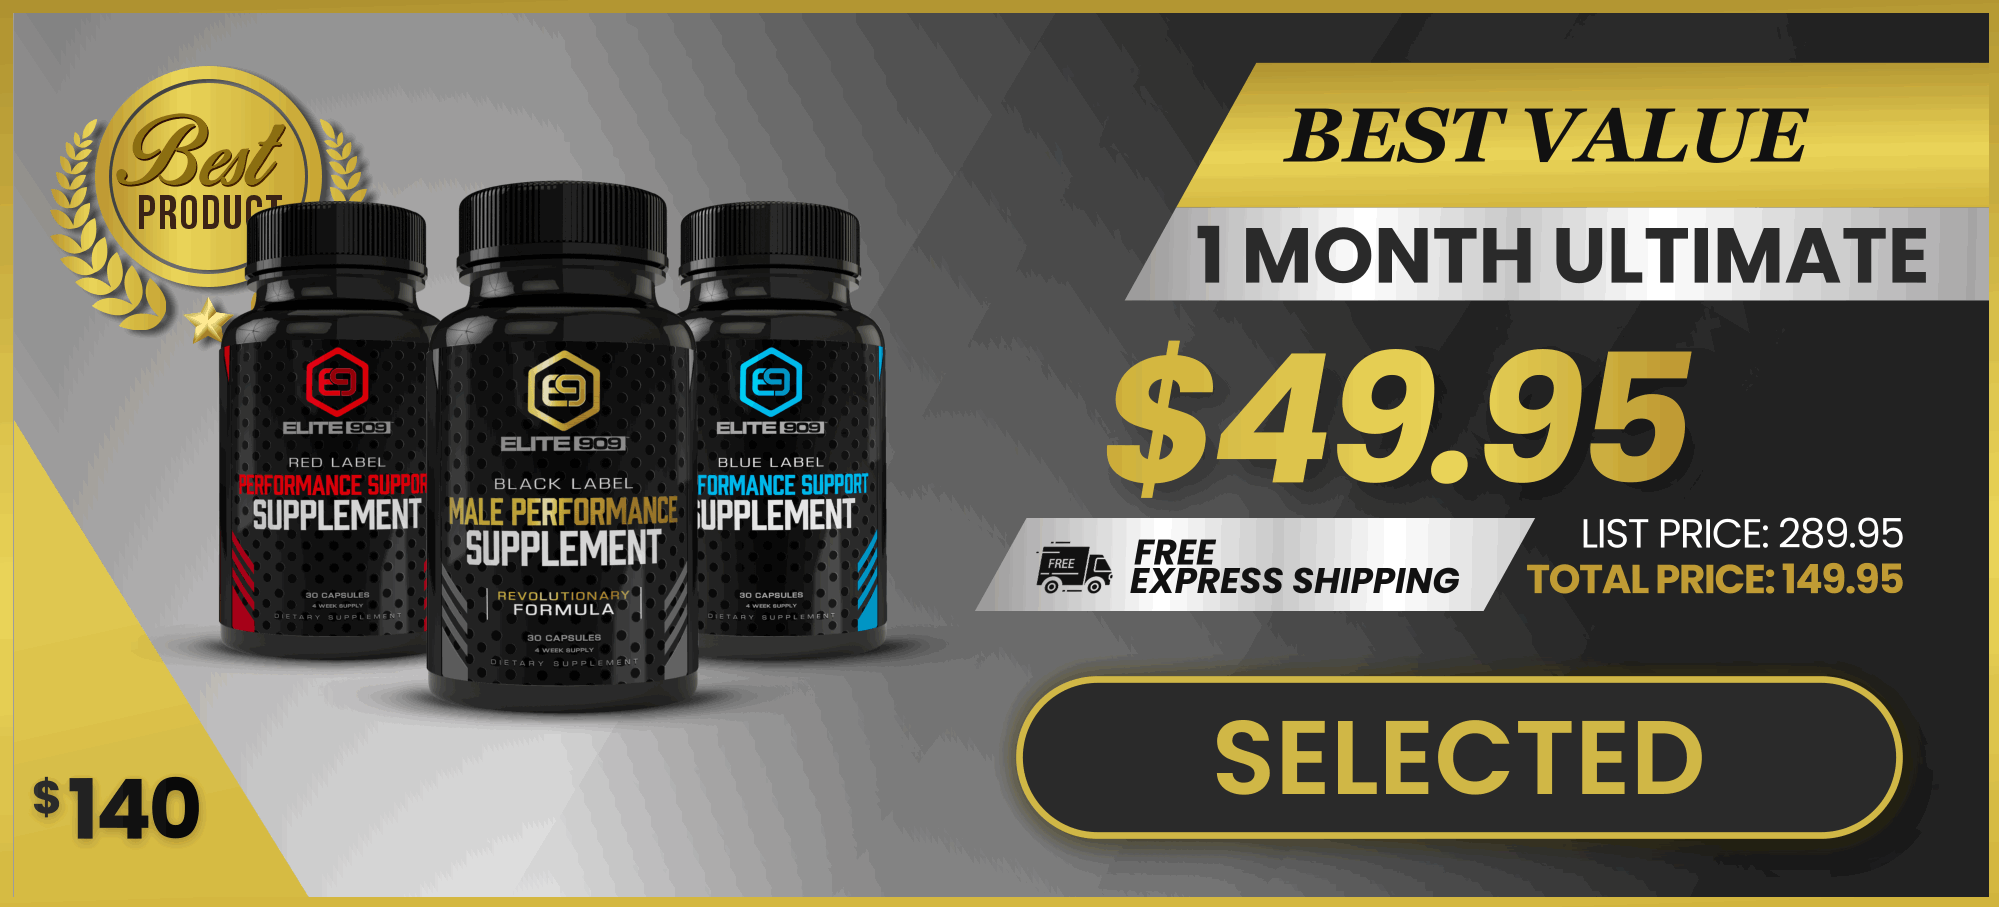 Best
PRODUCT
BEST VALUE
1 MONTH ULTIMATE
$49.95
FREE
FREE
EXPRESS SHIPPING
LIST PRICE: 289.95
TOTAL PRICE: 149.95
SELECTED
$140
E9
ELITE 909
RED LABEL
PERFORMANCE SUPPOR
SUPPLEMENT
30 CAPSULES
4 WEEK SUPPLY
DIETARY SUPPLEMENT
E9
ELITE 909
BLACK LABEL
MALE PERFORMANCE
SUPPLEMENT
REVOLUTIONARY
FORMULA
30 CAPSULES
4 WEEK SUPPLY
DIETARY SUPPLEMENT
E9
ELITE 909
BLUE LABEL
FORMANCE SUPPORT
SUPPLEMENT
30 CAPSULES
4 WEEK SUPPLY
DIETARY SUPPLEMENT